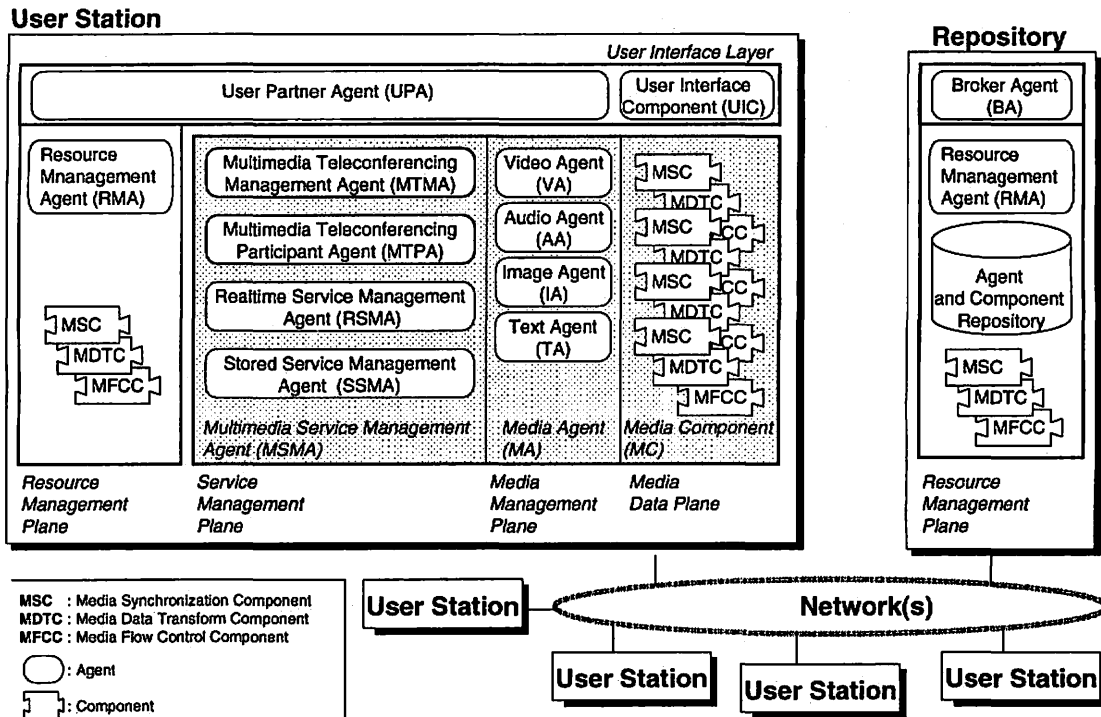 User Station
User Interface Layer
User Partner Agent (UPA)
User Interface
Component (UIC)
Resource
Mnanagement
Agent (RMA)
MSC
MDTC
MFCC
Multimedia Teleconferencing
Management Agent (MTMA)
Multimedia Teleconferencing
Participant Agent (MTPA)
Realtime Service Management
Agent (RSMA)
Stored Service Management
Agent (SSMA)
Multimedia Service Management
Agent (MSMA)
Video Agent
(VA)
Audio Agent
(AA)
Image Agent
(IA)
Text Agent
(TA)
Media Agent
(MA)
MSC
MDTC
MSC
CC
MDTC
MSC
CC
MDTC
MSC
CC
MDTC
MFCC
Media Component
(MC)
Resource
Management
Plane
Service
Management
Plane
Media
Management
Plane
Media
Data Plane
Repository
Broker Agent
(BA)
Resource
Mnanagement
Agent (RMA)
Agent
and Component
Repository
MSC
MDTC
MFCC
Resource
Management
Plane
MSC : Media Synchronization Component
MDTC : Media Data Transform Component
MFCC : Media Flow Control Component
: Agent
: Component
User Station
Network(s)
User Station
User Station
User Station